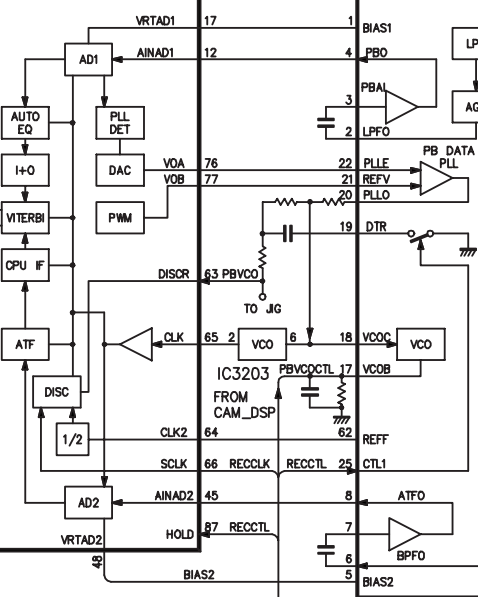 VRTAD1 17 1 BIAS1
AD1 AINAD1 12 4 PBO
LP
AUTO EQ
PLL DET
3 PBAL
AG
2 LPFO
PB DATA PLL
I+O DAC VOA 76 22 PLLE
VOB 77 21 REFV
20 PLLO
VITERBI PWM 19 DTR
CPU IF
DISCR 63 PBVCO
TO JIG
ATF CLK 65 2 VCO 6 18 VCOC VCO
IC3203 PBVCOCTL 17 VCOB
DISC
FROM
CAM_DSP
1/2 CLK2 64 62 REFF
SCLK 66 RECCLK RECCTL 25 CTL1
AD2 AINAD2 45 8 ATFO
HOLD 87 RECCTL 7
VRTAD2
BPFO
48 6
BIAS2 5 BIAS2